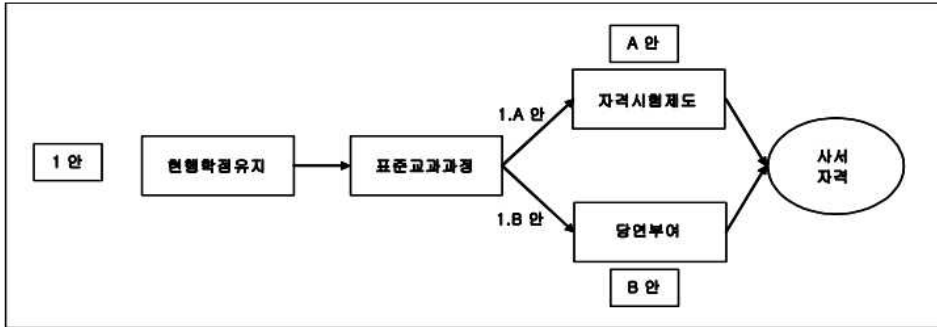 A 안
자격시험제도
1.A 안
1 안
현행학점유지
표준교과과정
사서
자격
1.B 안
당연부여
B 안